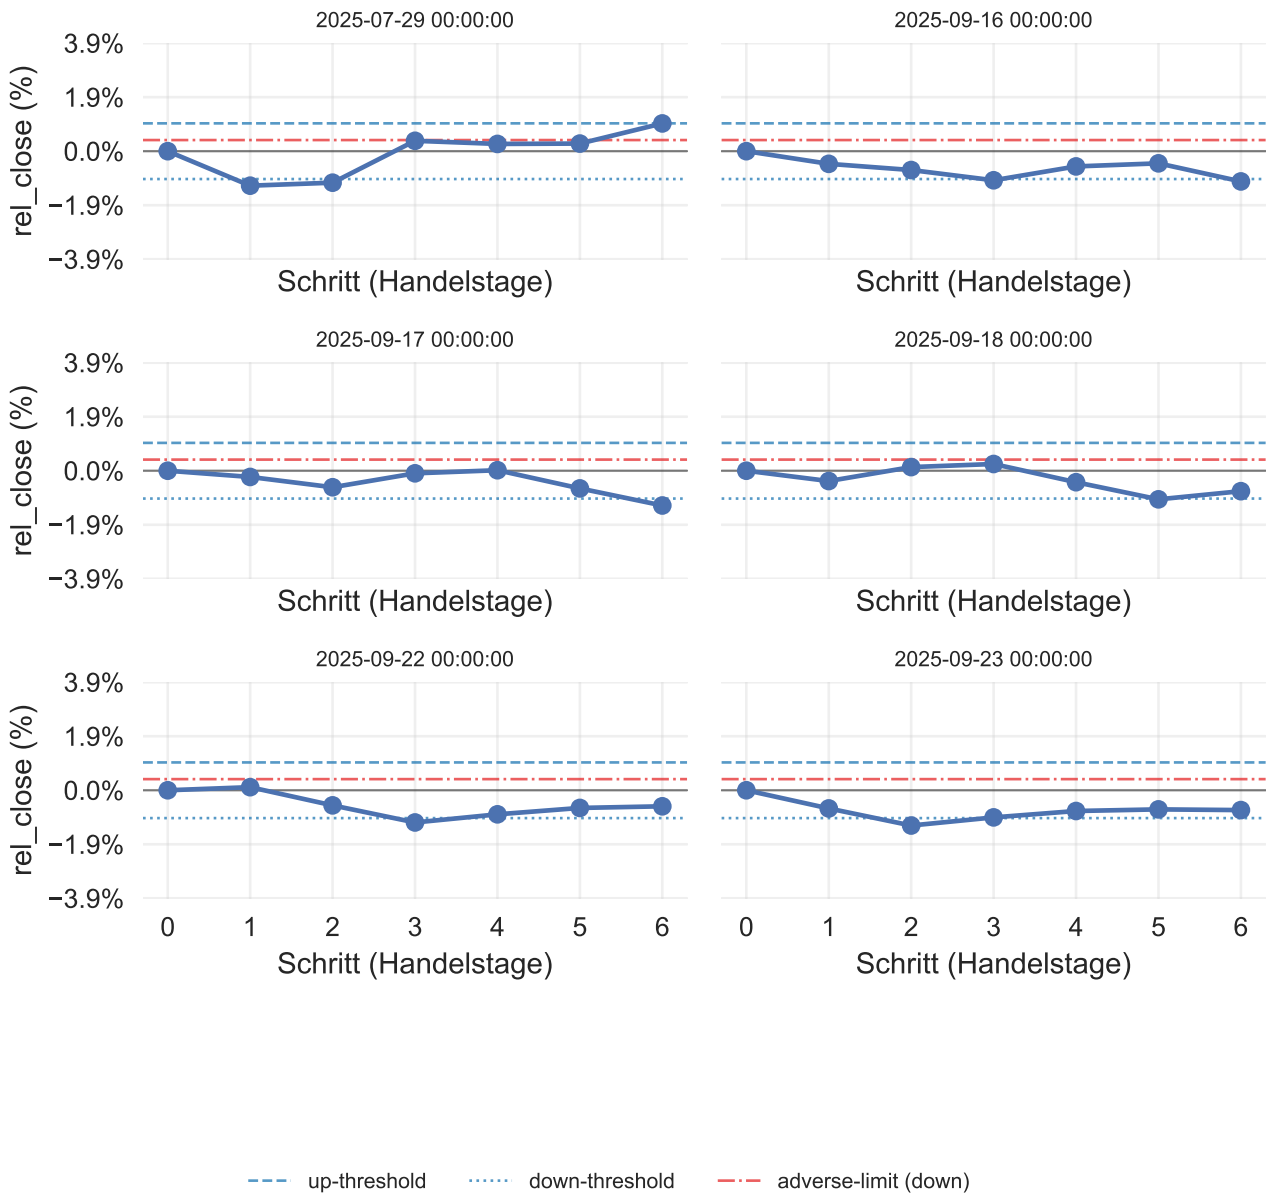 2025-07-29 00:00:00
2025-09-16 00:00:00
rel_close (%)
3.9%
1.9%
0.0%
−1.9%
−3.9%
Schritt (Handelstage)
Schritt (Handelstage)
2025-09-17 00:00:00
2025-09-18 00:00:00
rel_close (%)
3.9%
1.9%
0.0%
−1.9%
−3.9%
Schritt (Handelstage)
Schritt (Handelstage)
2025-09-22 00:00:00
2025-09-23 00:00:00
rel_close (%)
3.9%
1.9%
0.0%
−1.9%
−3.9%
0 1 2 3 4 5 6
0 1 2 3 4 5 6
Schritt (Handelstage)
Schritt (Handelstage)
up-threshold
down-threshold
adverse-limit (down)